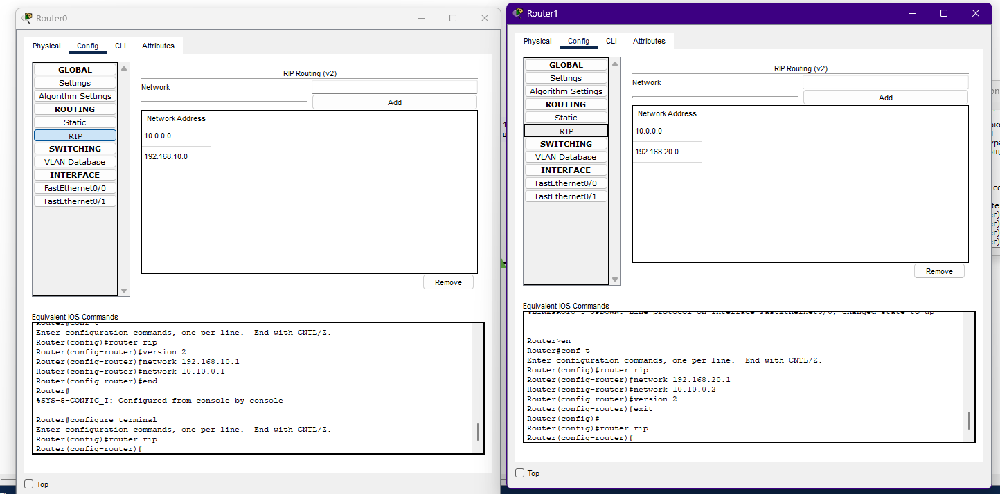 Router0
Physical Config CLI Attributes
GLOBAL
Settings
Algorithm Settings
ROUTING
Static
RIP
SWITCHING
VLAN Database
INTERFACE
FastEthernet0/0
FastEthernet0/1
RIP Routing (v2)
Network
Add
Network Address
10.0.0.0
192.168.10.0
Remove
Equivalent IOS Commands
Router#conf t
Enter configuration commands, one per line.  End with CNTL/Z.
Router(config)#router rip
Router(config-router)#version 2
Router(config-router)#network 192.168.10.1
Router(config-router)#network 10.10.0.1
Router(config-router)#end
Router#
%SYS-5-CONFIG_I: Configured from console by console
Router#configure terminal
Enter configuration commands, one per line.  End with CNTL/Z.
Router(config)#router rip
Router(config-router)#
Top
Router1
Physical Config CLI Attributes
GLOBAL
Settings
Algorithm Settings
ROUTING
Static
RIP
SWITCHING
VLAN Database
INTERFACE
FastEthernet0/0
FastEthernet0/1
RIP Routing (v2)
Network
Add
Network Address
10.0.0.0
192.168.20.0
Remove
Equivalent IOS Commands
%LINEPROTO-5-UPDOWN: Line protocol on Interface FastEthernet0/0, changed state to up
Router>en
Router#conf t
Enter configuration commands, one per line.  End with CNTL/Z.
Router(config)#router rip
Router(config-router)#network 192.168.20.1
Router(config-router)#network 10.10.0.2
Router(config-router)#version 2
Router(config-router)#exit
Router(config)#
Router(config)#router rip
Router(config-router)#
Top